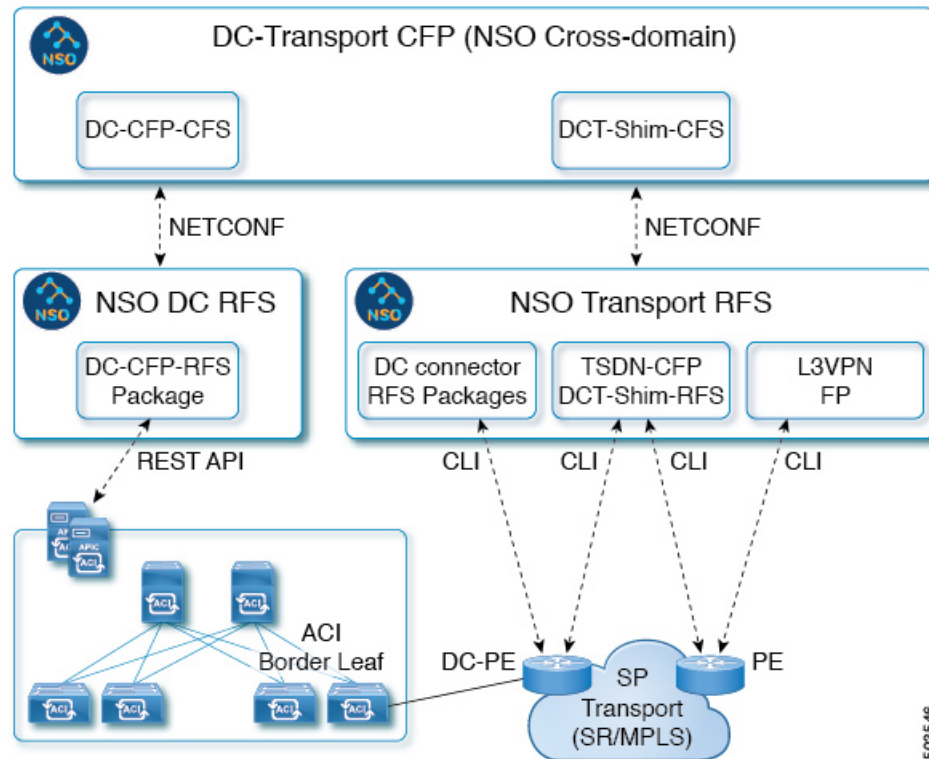 NSO
DC-Transport CFP (NSO Cross-domain)
DC-CFP-CFS
DCT-Shim-CFS
NETCONF
NETCONF
NSO
NSO DC RFS
NSO
NSO Transport RFS
DC-CFP-RFS
Package
DC connector
RFS Packages
TSDN-CFP
DCT-Shim-RFS
L3VPN
FP
REST API
CLI
CLI
CLI
CLI
APIC
ACI
ACI
ACI
ACI
Border Leaf
ACI
ACI
ACI
ACI
DC-PE
PE
SP
Transport
(SR/MPLS)